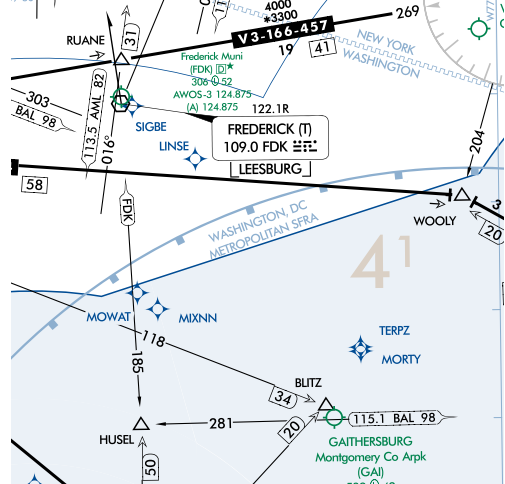 4000
*3300
269
V3-166-457
19
41
NEW YORK
WASHINGTON
RUANE
31
Frederick Muni
(FDK) D★
306 L 52
AWOS-3 124.875
(A) 124.875
122.1R
FREDERICK (T)
109.0 FDK
LEESBURG
303
BAL 98
113.5 AML 82
016°
SIGBE
LINSE
204
58
FDK
WASHINGTON, DC
METROPOLITAN SFRA
WOOLY
3
20
41
MOWAT
MIXNN
118
185
TERPZ
MORTY
BLITZ
34
115.1 BAL 98
281
20
HUSEL
50
GAITHERSBURG
Montgomery Co Arpk
(GAI)